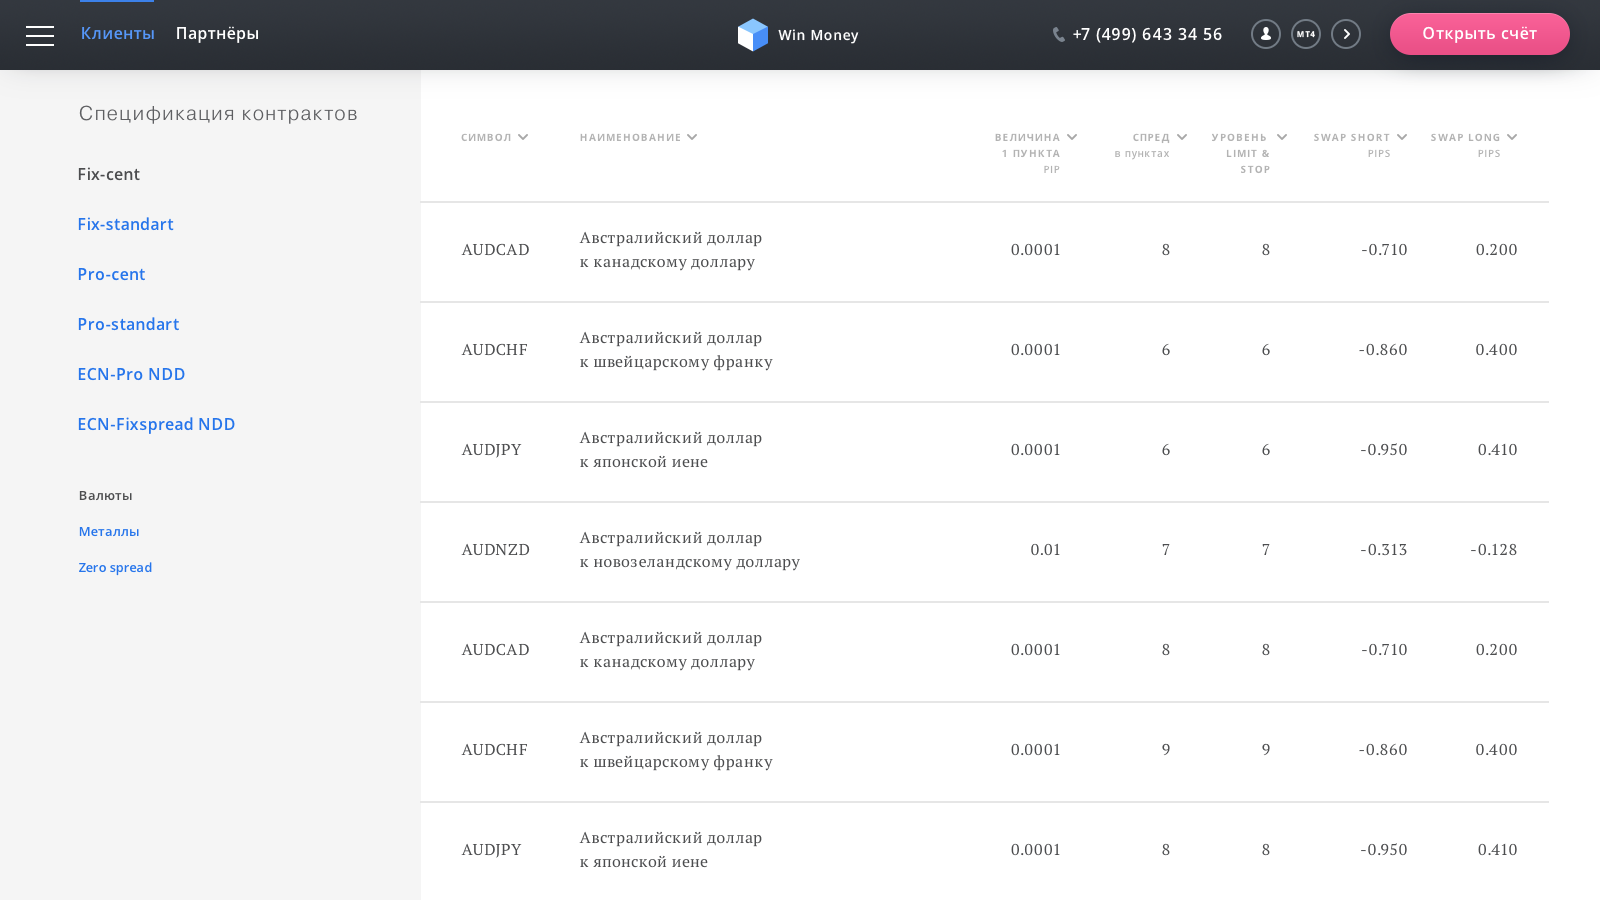 Клиенты Партнёры Win Money +7 (499) 643 34 56 MT4 Открыть счёт
Спецификация контрактов
Fix-cent
Fix-standart
Pro-cent
Pro-standart
ECN-Pro NDD
ECN-Fixspread NDD
Валюты
Металлы
Zero spread
СИМВОЛ НАИМЕНОВАНИЕ ВЕЛИЧИНА СПРЕД УРОВЕНЬ SWAP SHORT SWAP LONG
1 ПУНКТА в пунктах LIMIT & PIPS PIPS
PIP STOP
Австралийский доллар
AUDCAD 0.0001 8 8 -0.710 0.200
к канадскому доллару
Австралийский доллар
AUDCHF 0.0001 6 6 -0.860 0.400
к швейцарскому франку
Австралийский доллар
AUDJPY 0.0001 6 6 -0.950 0.410
к японской иене
Австралийский доллар
AUDNZD 0.01 7 7 -0.313 -0.128
к новозеландскому доллару
Австралийский доллар
AUDCAD 0.0001 8 8 -0.710 0.200
к канадскому доллару
Австралийский доллар
AUDCHF 0.0001 9 9 -0.860 0.400
к швейцарскому франку
Австралийский доллар
AUDJPY 0.0001 8 8 -0.950 0.410
к японской иене